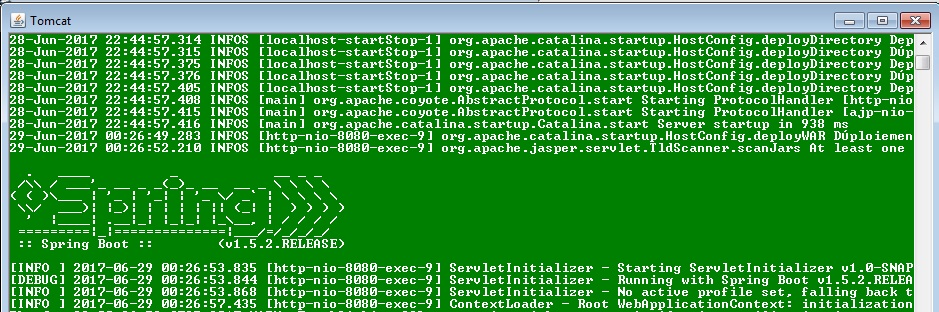 Tomcat
28-Jun-2017 22:44:57.314 INFOS [localhost-startStop-1] org.apache.catalina.startup.HostConfig.deployDirectory Dep
28-Jun-2017 22:44:57.315 INFOS [localhost-startStop-1] org.apache.catalina.startup.HostConfig.deployDirectory DÚp
28-Jun-2017 22:44:57.375 INFOS [localhost-startStop-1] org.apache.catalina.startup.HostConfig.deployDirectory Dep
28-Jun-2017 22:44:57.376 INFOS [localhost-startStop-1] org.apache.catalina.startup.HostConfig.deployDirectory DÚp
28-Jun-2017 22:44:57.405 INFOS [localhost-startStop-1] org.apache.catalina.startup.HostConfig.deployDirectory Dep
28-Jun-2017 22:44:57.408 INFOS [main] org.apache.coyote.AbstractProtocol.start Starting ProtocolHandler [http-nio
28-Jun-2017 22:44:57.415 INFOS [main] org.apache.coyote.AbstractProtocol.start Starting ProtocolHandler [ajp-nio-
28-Jun-2017 22:44:57.416 INFOS [main] org.apache.catalina.startup.Catalina.start Server startup in 938 ms
29-Jun-2017 00:26:49.283 INFOS [http-nio-8080-exec-9] org.apache.catalina.startup.HostConfig.deployWAR DÚploiemen
29-Jun-2017 00:26:52.210 INFOS [http-nio-8080-exec-9] org.apache.jasper.servlet.TldScanner.scanJars At least one
Spring
:: Spring Boot :: (v1.5.2.RELEASE)
[INFO ] 2017-06-29 00:26:53.835 [http-nio-8080-exec-9] ServletInitializer - Starting ServletInitializer v1.0-SNAP
[DEBUG] 2017-06-29 00:26:53.844 [http-nio-8080-exec-9] ServletInitializer - Running with Spring Boot v1.5.2.RELEA
[INFO ] 2017-06-29 00:26:53.868 [http-nio-8080-exec-9] ServletInitializer - No active profile set, falling back t
[INFO ] 2017-06-29 00:26:57.435 [http-nio-8080-exec-9] ContextLoader - Root WebApplicationContext: initialization